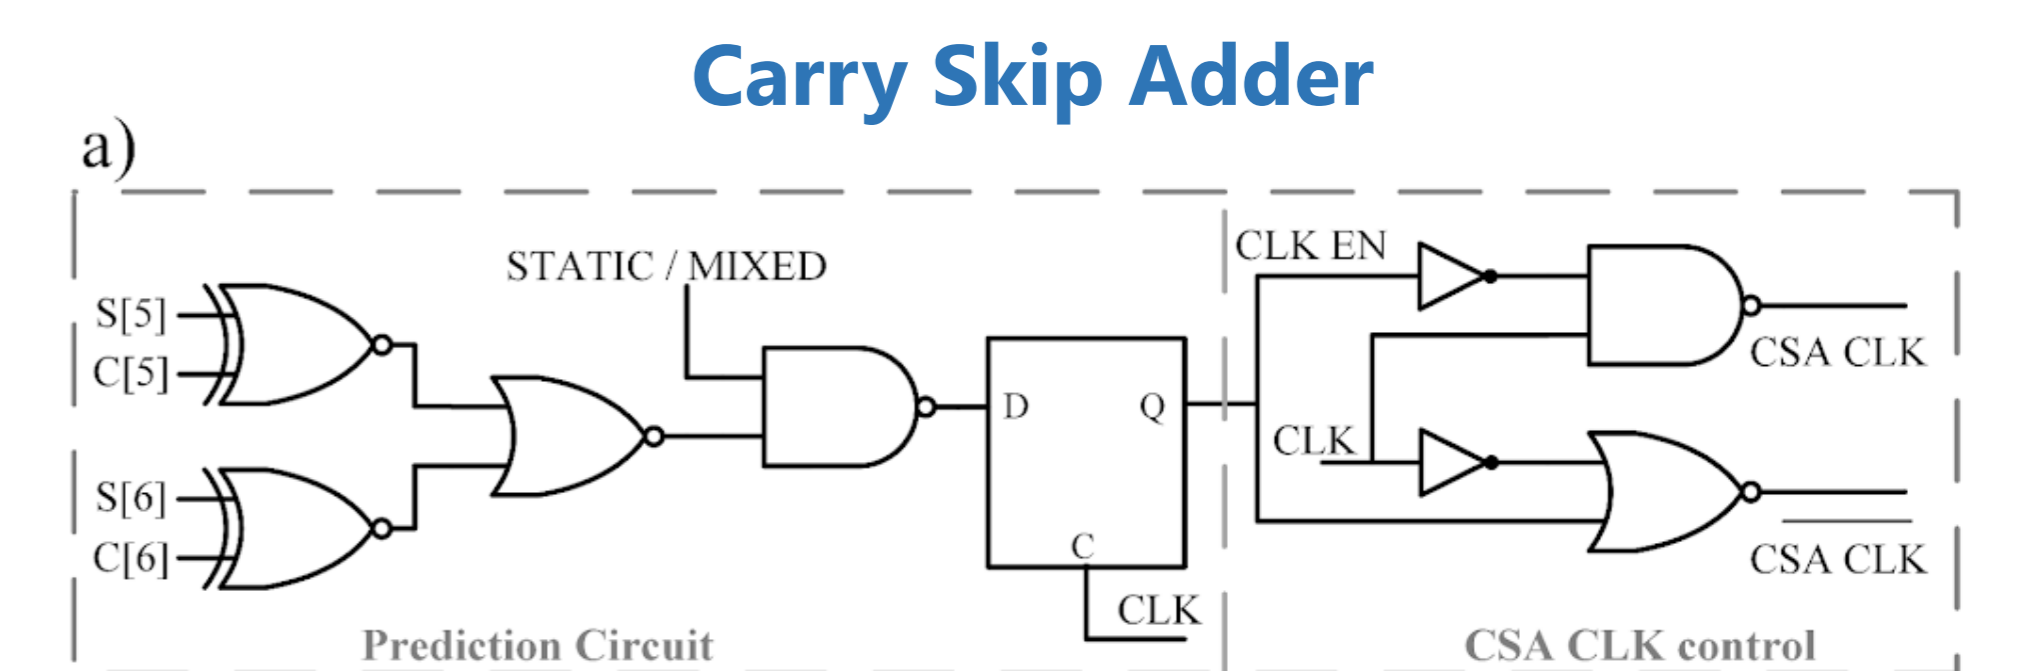 Carry Skip Adder
a)
STATIC / MIXED
CLK EN
S[5]
C[5]
CSA CLK
D
Q
CLK
S[6]
C[6]
C
CSA CLK
CLK
Prediction Circuit
CSA CLK control